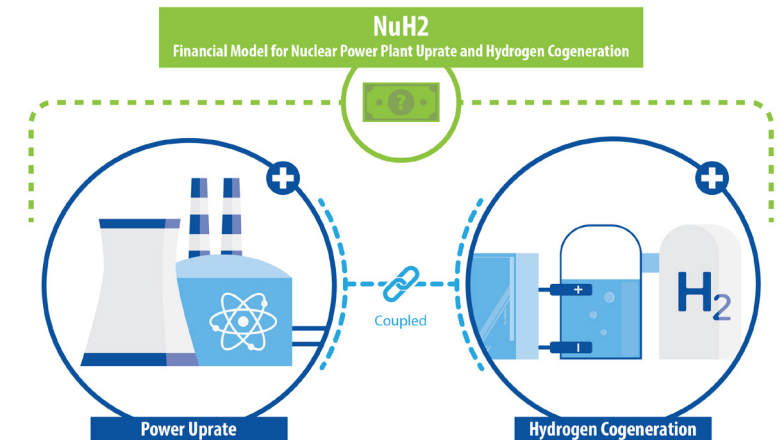 NuH2
Financial Model for Nuclear Power Plant Uprate and Hydrogen Cogeneration
?
Coupled
+
−
H2
Power Uprate
Hydrogen Cogeneration